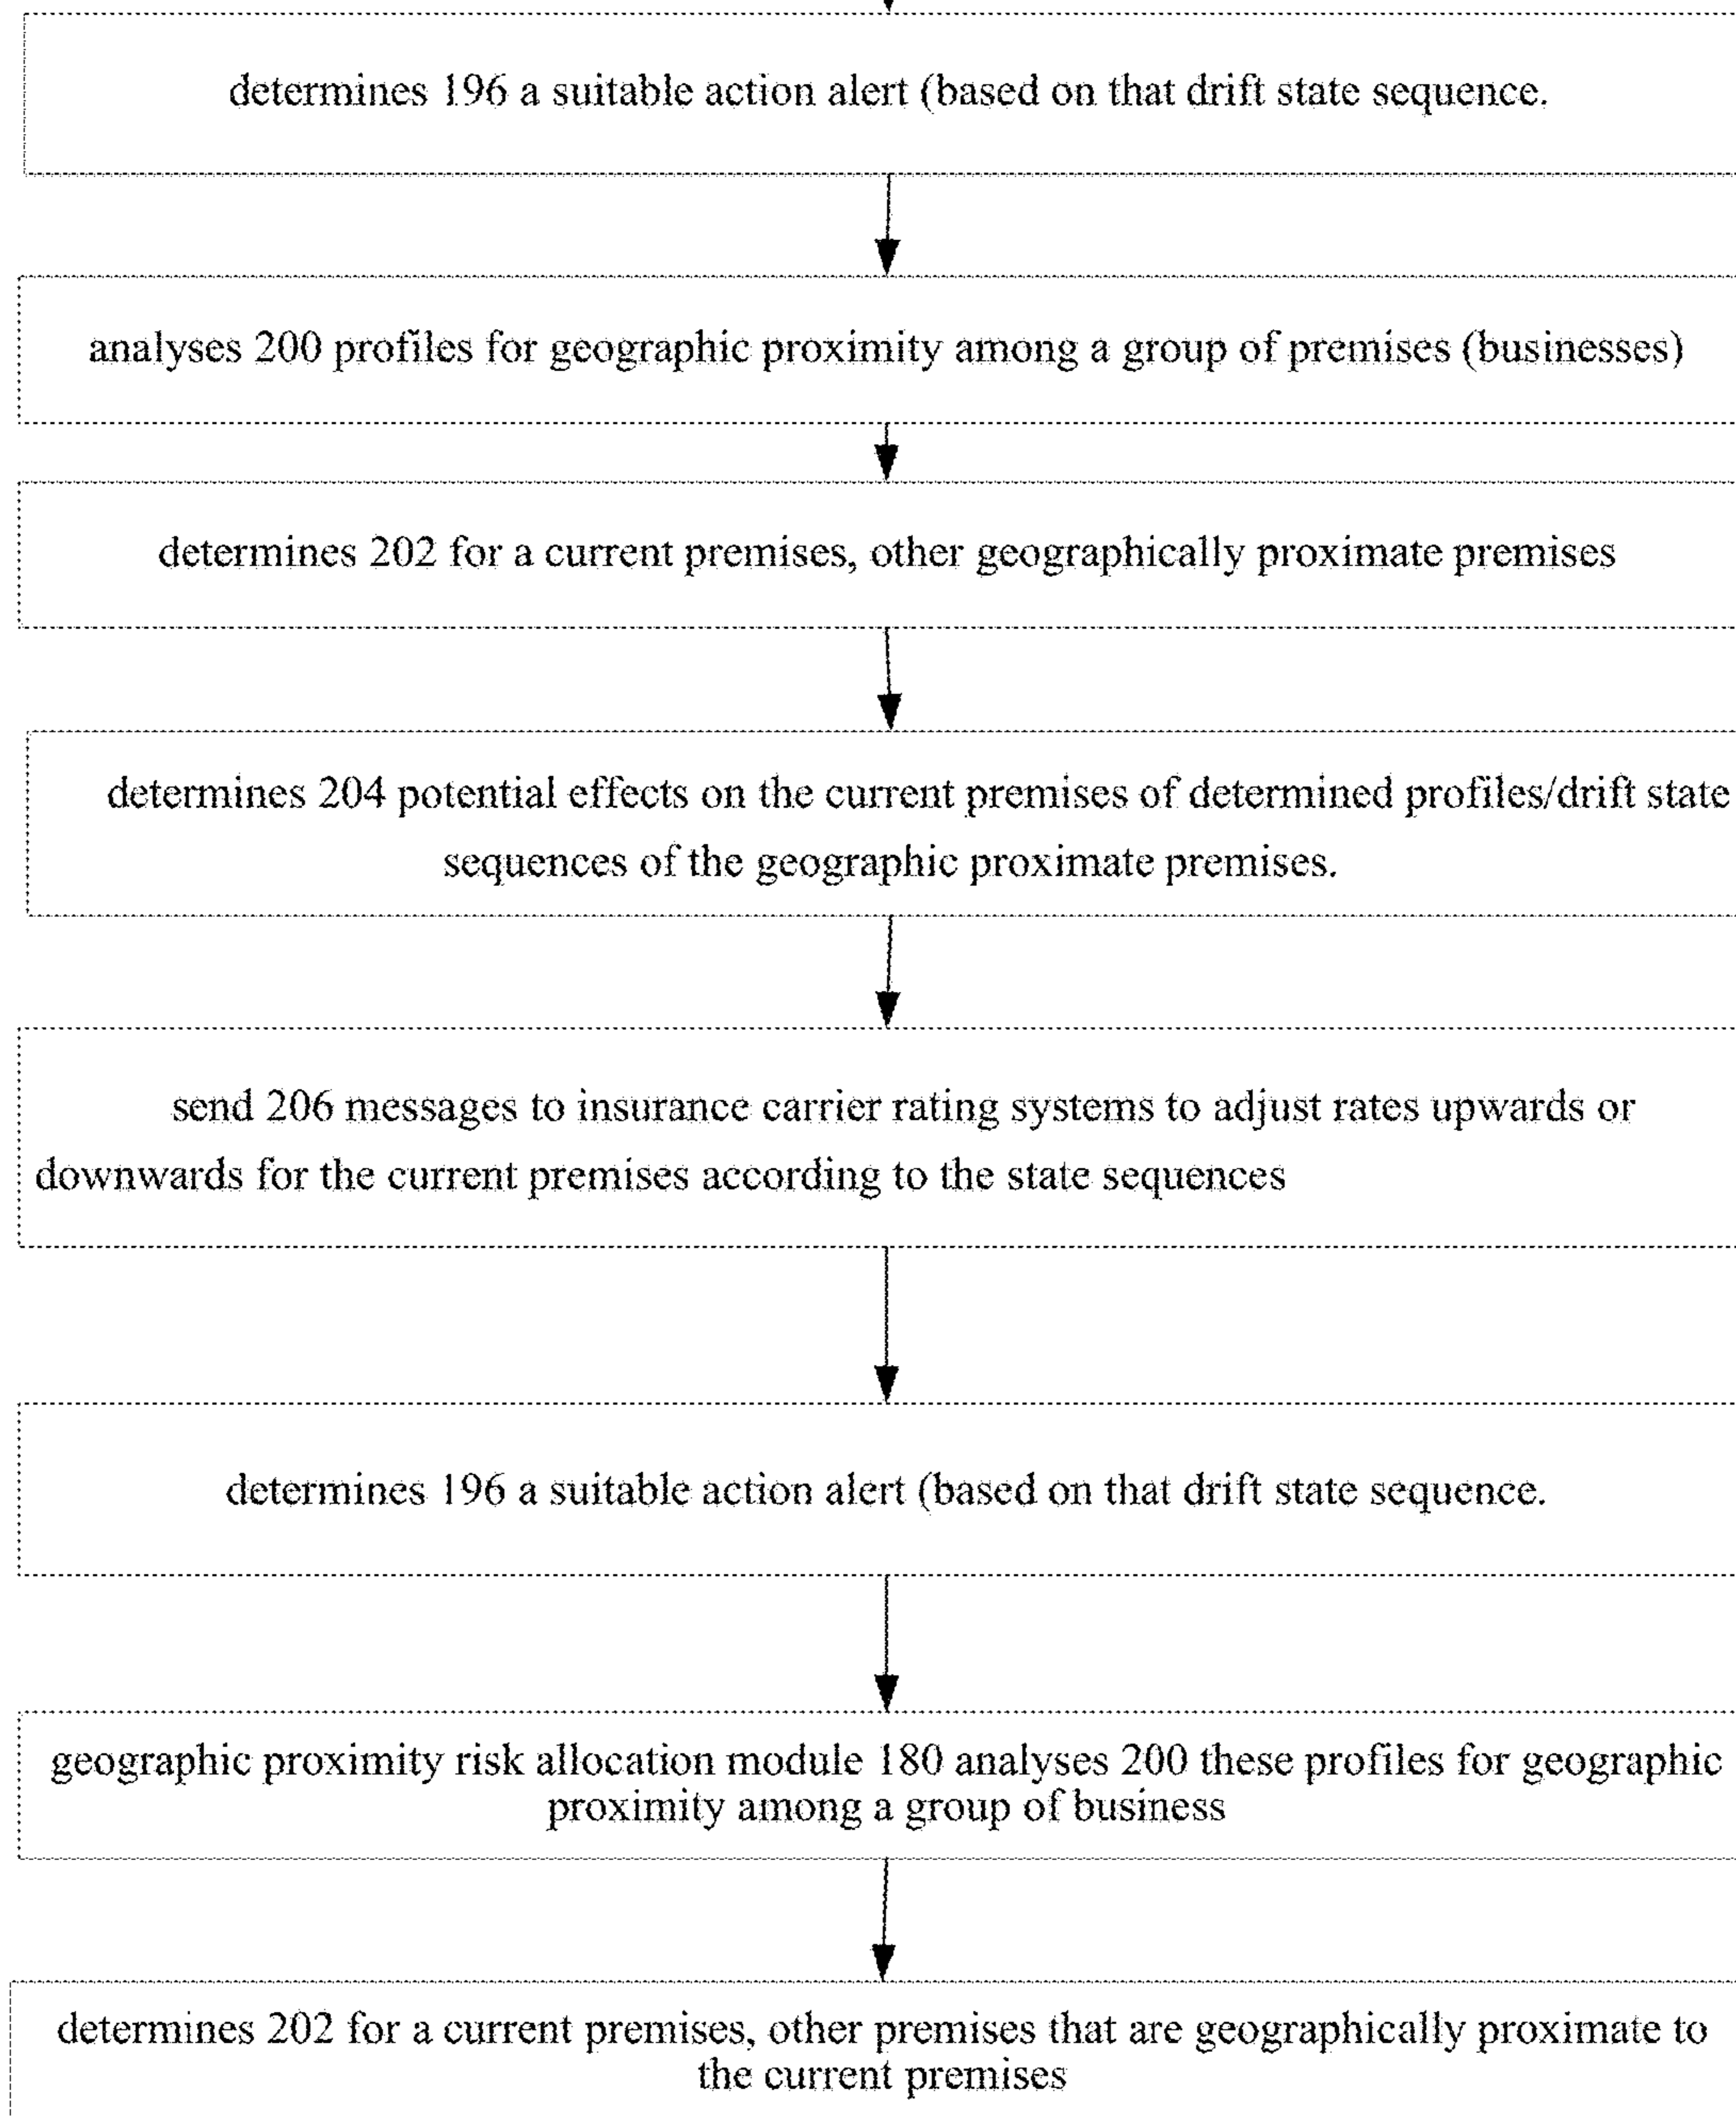 determines 196 a suitable action alert (based on that drift state sequence.
analyses 200 profiles for geographic proximity among a group of premises (businesses)
determines 202 for a current premises, other geographically proximate premises
determines 204 potential effects on the current premises of determined profiles/drift state
sequences of the geographic proximate premises.
send 206 messages to insurance carrier rating systems to adjust rates upwards or
downwards for the current premises according to the state sequences
determines 196 a suitable action alert (based on that drift state sequence.
geographic proximity risk allocation module 180 analyses 200 these profiles for geographic
proximity among a group of business
determines 202 for a current premises, other premises that are geographically proximate to
the current premises